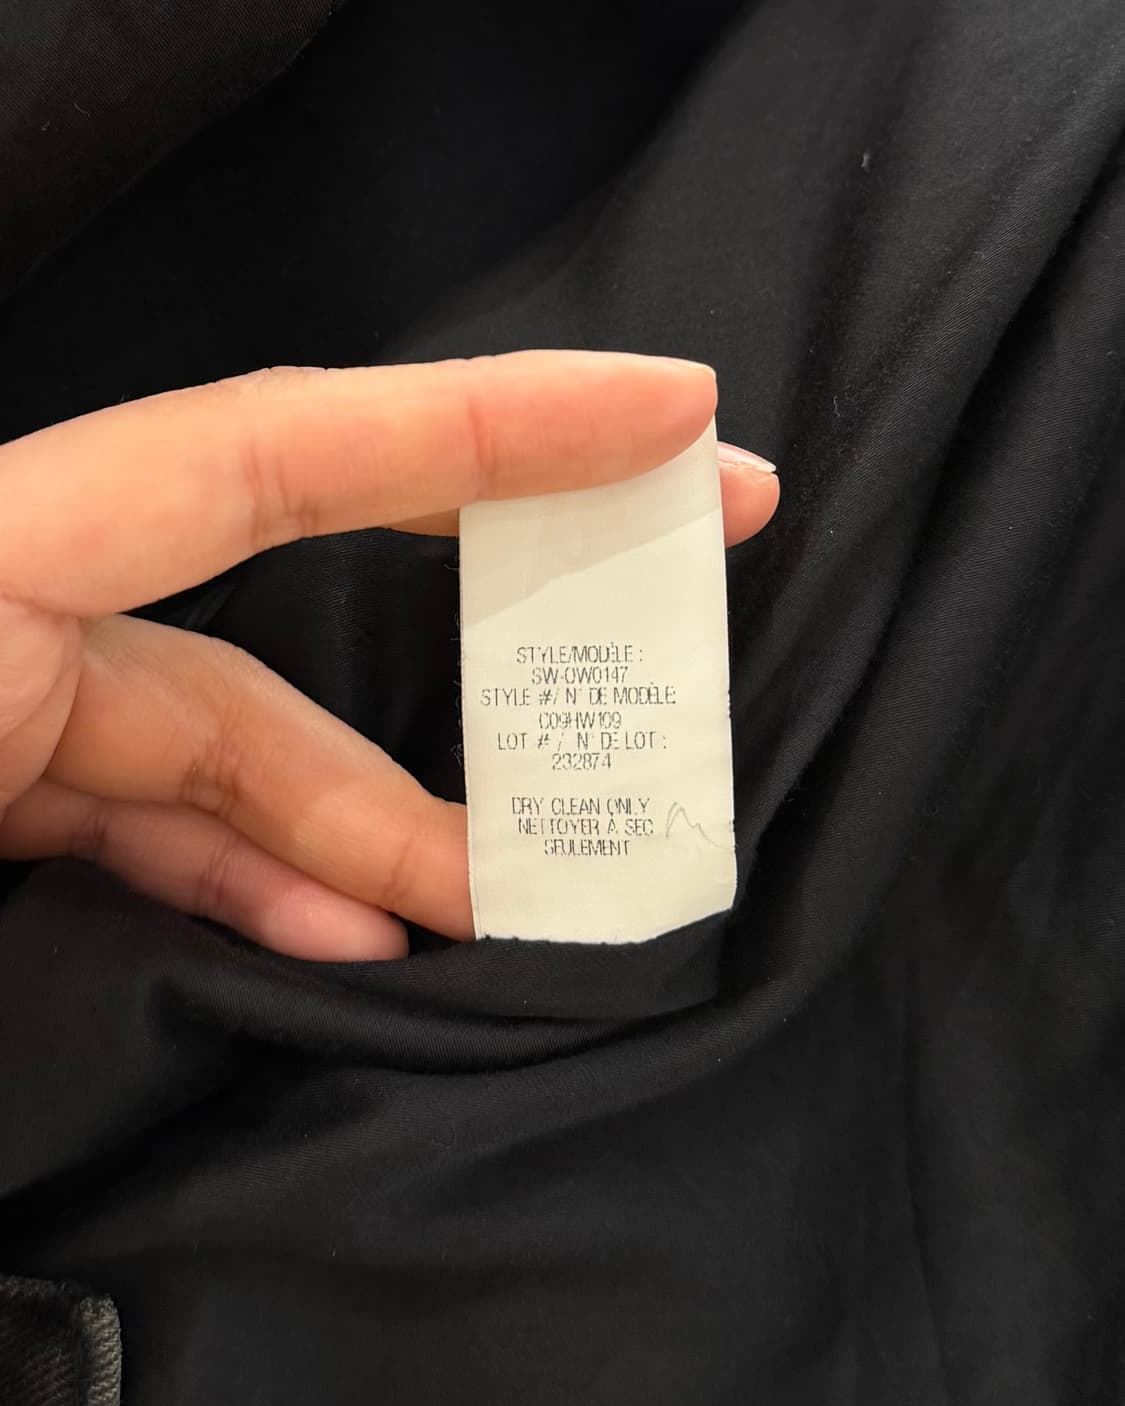 STYLE/MODÈLE :
SW-OW0147
STYLE #/ N° DE MODÈLE:
C09HW109
LOT # / N° DE LOT :
232874
DRY CLEAN ONLY
NETTOYER À SEC
SEULEMENT